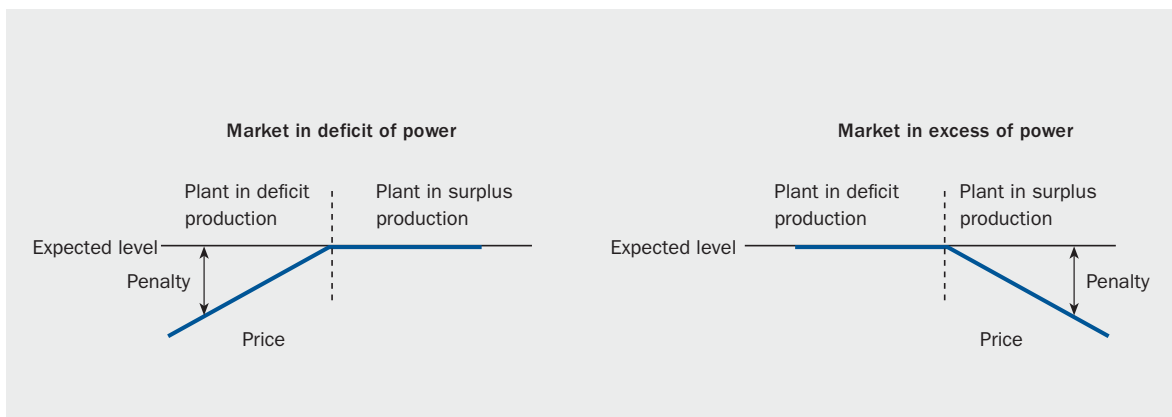 Market in deficit of power
Plant in deficit
production
Plant in surplus
production
Expected level
Penalty
Price
Market in excess of power
Plant in deficit
production
Plant in surplus
production
Expected level
Penalty
Price